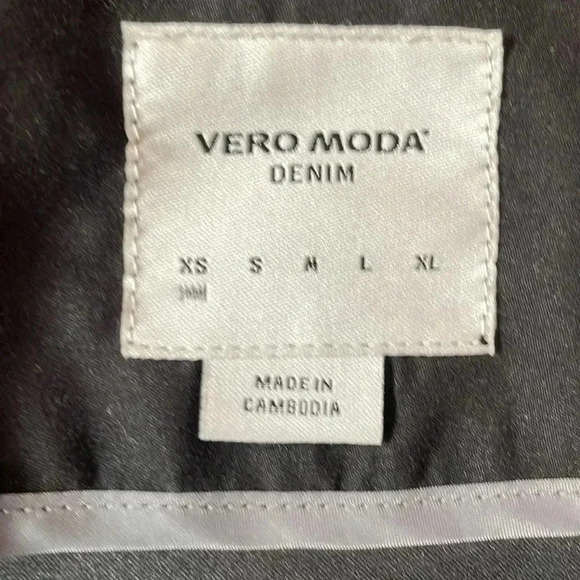 VERO MODA
DENIM
XS S M L XL
MADE IN
CAMBODIA